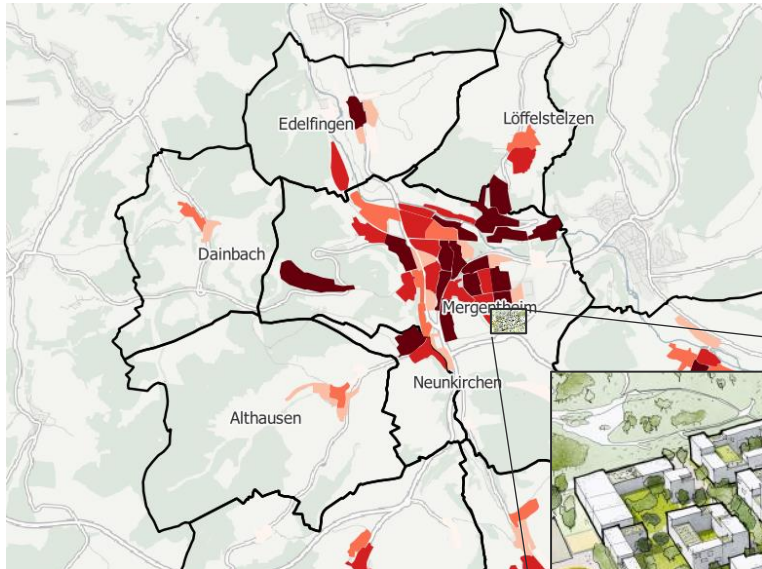 Edelfingen
Löffelstelzen
Dainbach
Mergentheim
Neunkirchen
Althausen